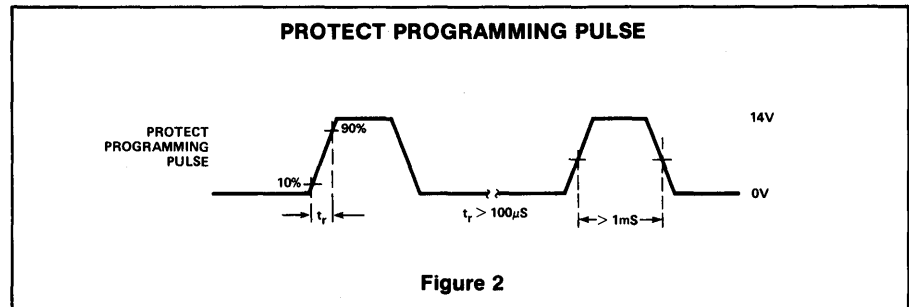 PROTECT PROGRAMMING PULSE
14V
PROTECT
PROGRAMMING
PULSE
90%
10%
0V
tr
tr > 100μS
> 1mS
Figure 2